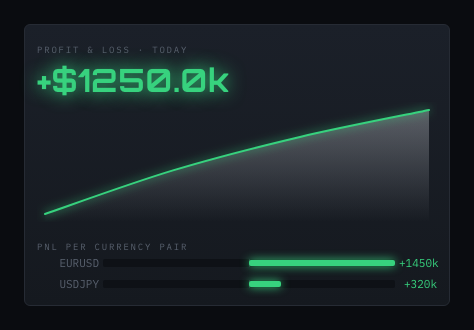 PROFIT & LOSS · TODAY
+$1250.0k
PNL PER CURRENCY PAIR
EURUSD +1450k
USDJPY +320k